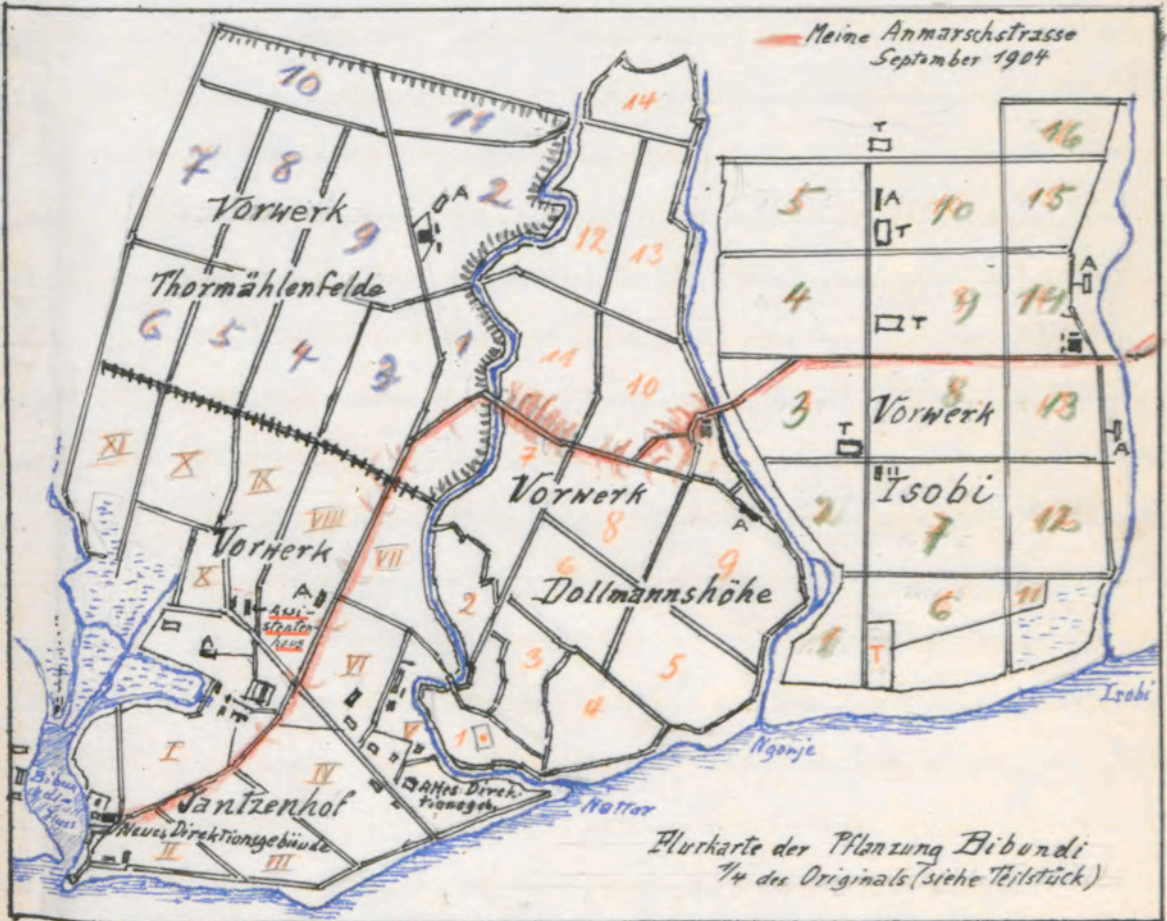 Meine Anmarschstrasse
September 1904
10
11
14
T
16
7
8
2
A
5
A
10
15
T
Vorwerk
9
12
13
Thormählenfelde
4
9
14
A
6
5
4
3
1
T
11
10
3
8
13
Vorwerk
T
A
XI
X
IX
VIII
VII
7
Vorwerk
8
A
2
Isobi
7
12
Vorwerk
X
A
Assi-
stenten-
haus
6
9
2
Dollmannshöhe
A
VI
3
5
1
6
11
T
4
I
V
1
Isobi
Ngonje
IV
Jantzenhof
Altes Direk-
tionsgeb.
Bibun
di-
fluss
Neues Direktionsgebäude
II
III
Flurkarte der Pflanzung Bibundi
1/4 des Originals (siehe Teilstück)